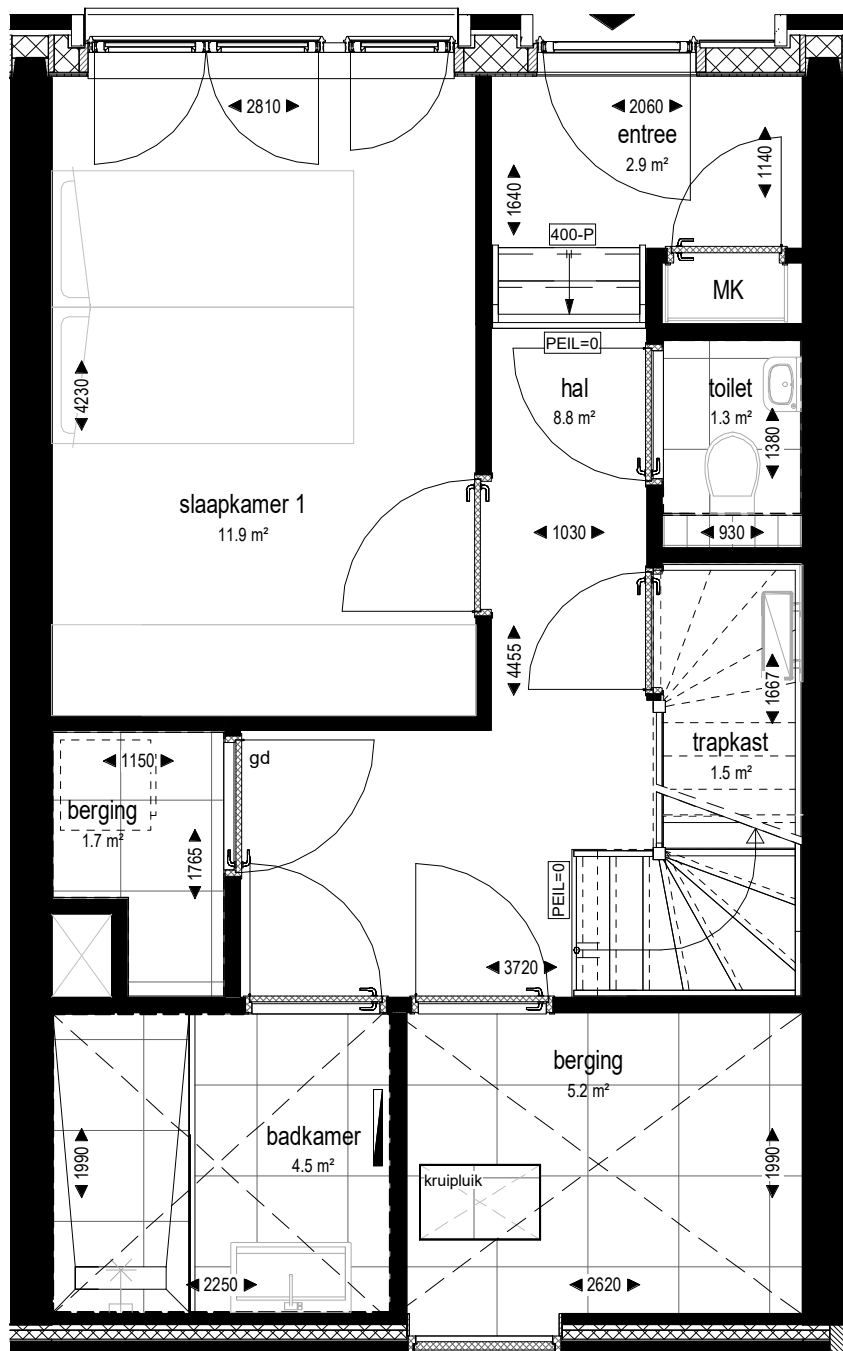 2810
2060
entree
2.9 m²
1140
1640
400-P
MK
PEIL=0
hal
8.8 m²
toilet
1.3 m²
4230
1380
slaapkamer 1
11.9 m²
1030
930
4455
1667
trapkast
1.5 m²
gd
1150
berging
1.7 m²
1765
PEIL=0
3720
berging
5.2 m²
badkamer
4.5 m²
1990
1990
kruipluik
2250
2620